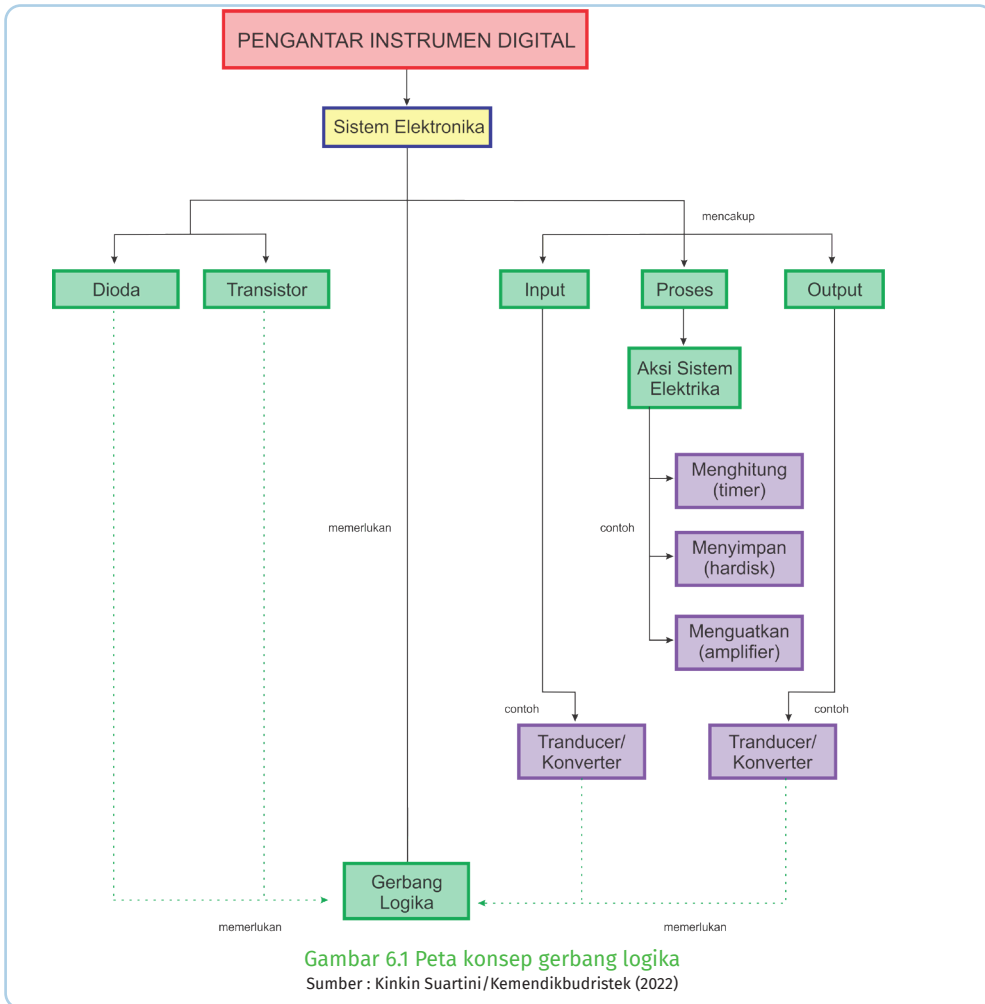 PENGANTAR INSTRUMEN DIGITAL
Sistem Elektronika
mencakup
Dioda
Transistor
Input
Proses
Output
Aksi Sistem
Elektrika
Menghitung
(timer)
memerlukan
contoh
Menyimpan
(hardisk)
Menguatkan
(amplifier)
contoh
contoh
Tranducer/
Konverter
Tranducer/
Konverter
Gerbang
Logika
memerlukan
memerlukan
Gambar 6.1 Peta konsep gerbang logika
Sumber : Kinkin Suartini/Kemendikbudristek (2022)